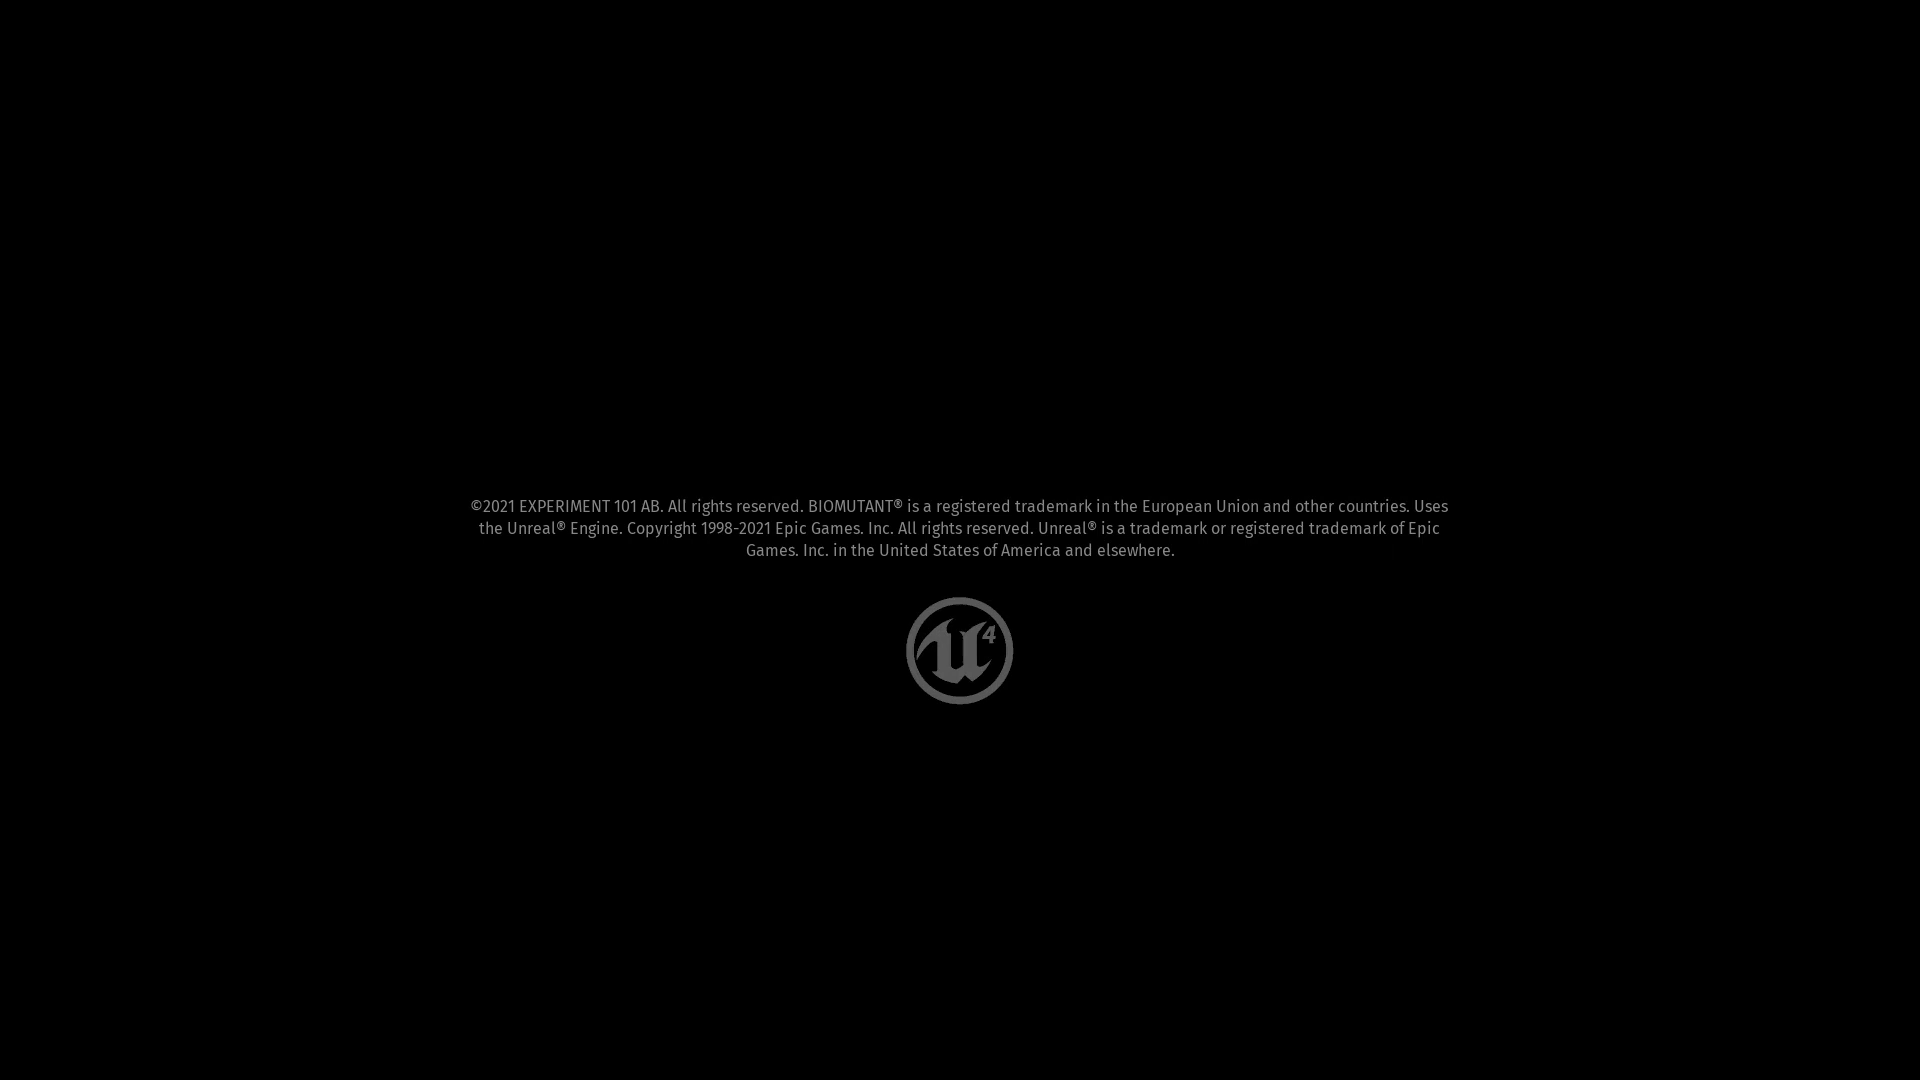 ©2021 EXPERIMENT 101 AB. All rights reserved. BIOMUTANT® is a registered trademark in the European Union and other countries. Uses
the Unreal® Engine. Copyright 1998-2021 Epic Games. Inc. All rights reserved. Unreal® is a trademark or registered trademark of Epic
Games. Inc. in the United States of America and elsewhere.
U4